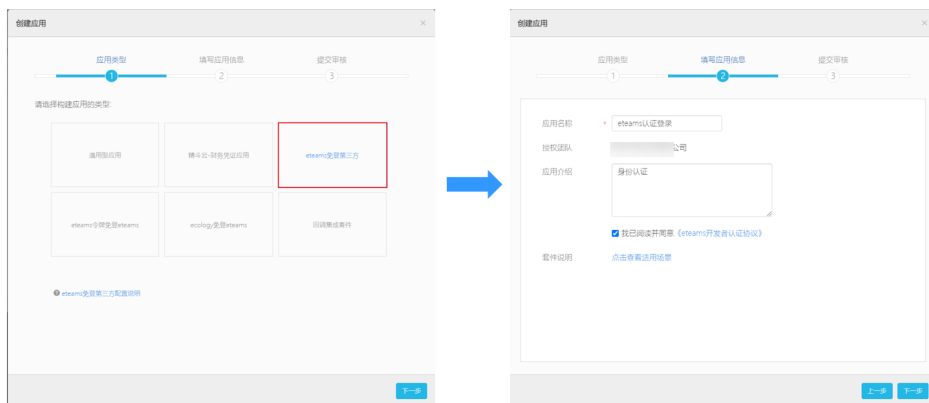 创建应用
×
应用类型
填写应用信息
提交审核
1
2
3
请选择构建应用的类型:
通用型应用
精斗云-财务凭证应用
eteams免登第三方
eteams令牌免登eteams
ecology免登eteams
回调集成套件
eteams免登第三方配置说明
下一步
创建应用
×
应用类型
填写应用信息
提交审核
1
2
3
应用名称
* eteams认证登录
授权团队
公司
应用介绍
身份认证
我已阅读并同意《eteams开发者认证协议》
套件说明
点击查看适用场景
上一步
下一步